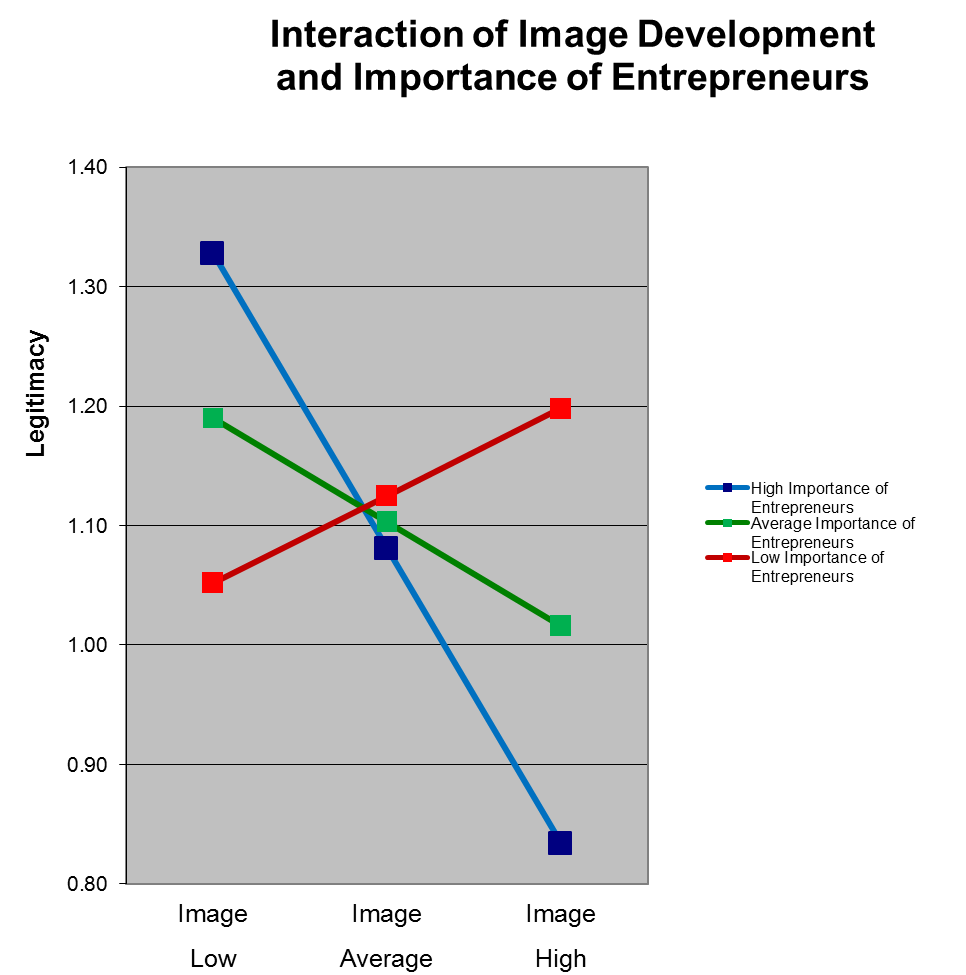 Interaction of Image Development
and Importance of Entrepreneurs
Legitimacy
1.40
1.30
1.20
1.10
1.00
0.90
0.80
Image Image Image
Low Average High
High Importance of
Entrepreneurs
Average Importance of
Entrepreneurs
Low Importance of
Entrepreneurs